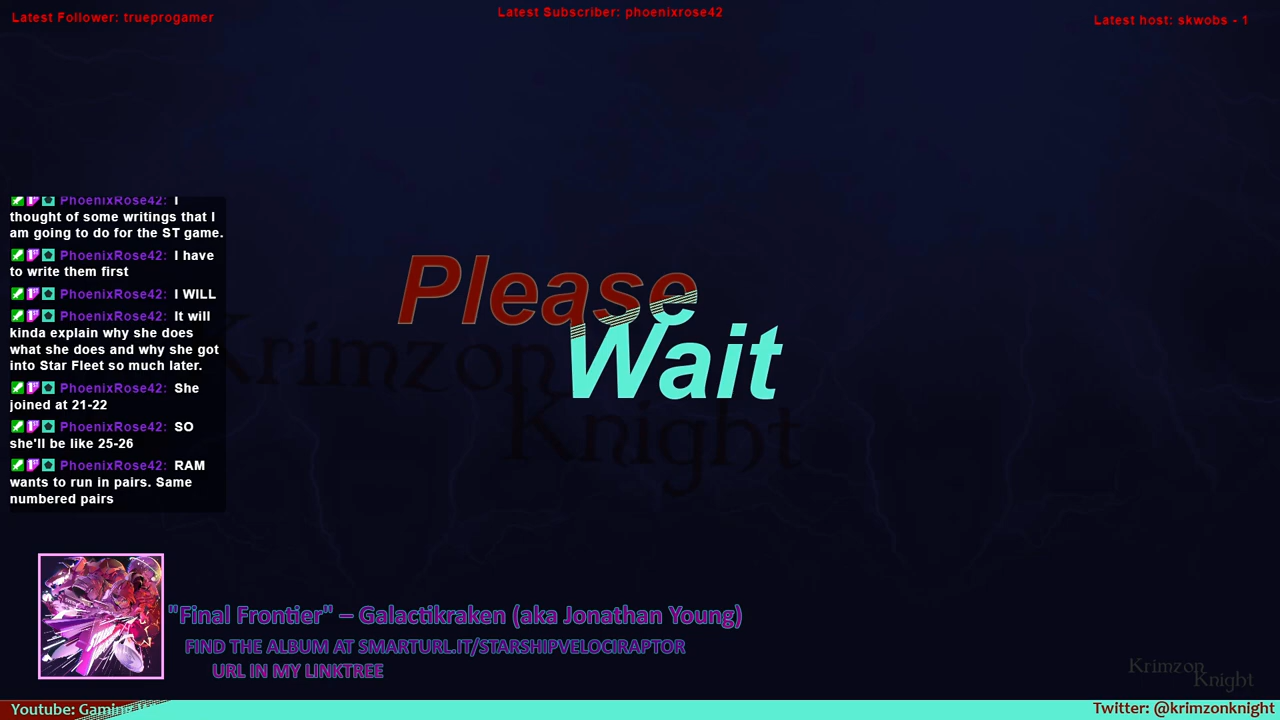 Latest Follower: trueprogamer
Latest Subscriber: phoenixrose42
Latest host: skwobs - 1
PhoenixRose42: I
thought of some writings that I
am going to do for the ST game.
PhoenixRose42: I have
to write them first
PhoenixRose42: I WILL
PhoenixRose42: It will
kinda explain why she does
what she does and why she got
into Star Fleet so much later.
PhoenixRose42: She
joined at 21-22
PhoenixRose42: SO
she'll be like 25-26
PhoenixRose42: RAM
wants to run in pairs. Same
numbered pairs
Please
Wait
Krimzon
Knight
"Final Frontier" – Galactikraken (aka Jonathan Young)
FIND THE ALBUM AT SMARTURL.IT/STARSHIPVELOCIRAPTOR
URL IN MY LINKTREE
Krimzon
Knight
Youtube: Gaming
Twitter: @krimzonknight